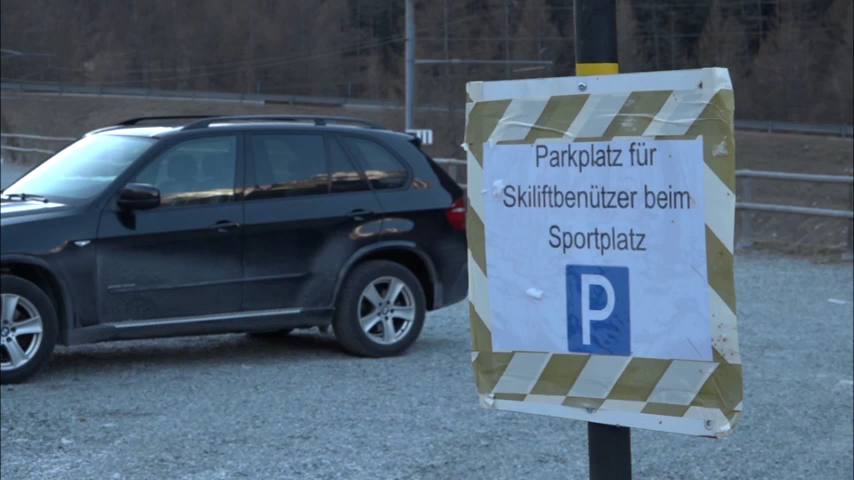 Parkplatz für
Skiliftbenützer beim
Sportplatz
P